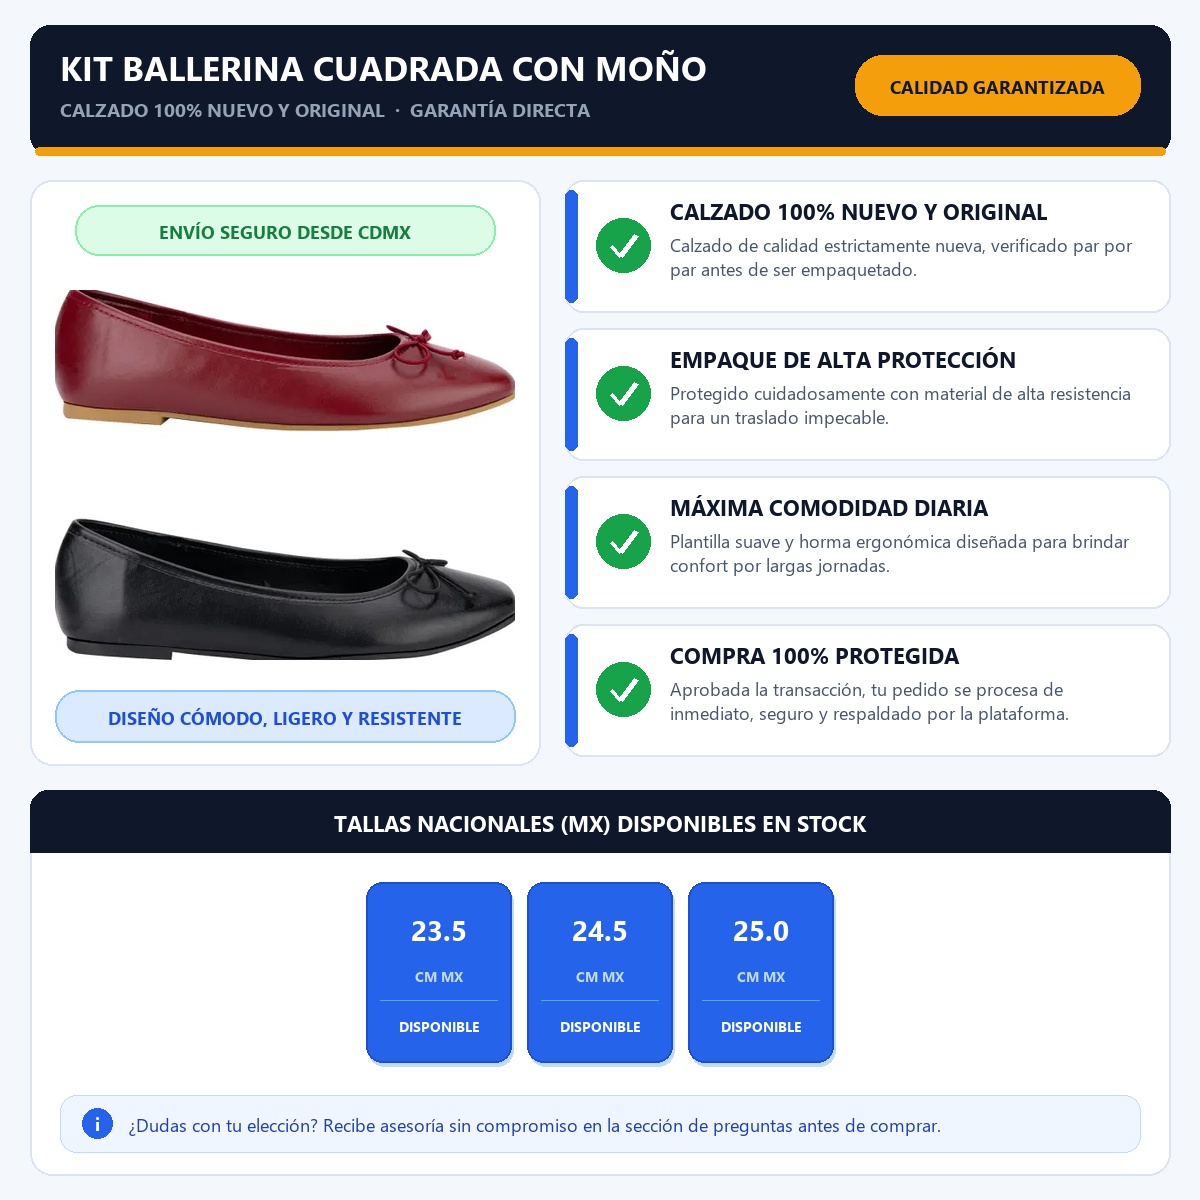 KIT BALLERINA CUADRADA CON MOÑO
CALZADO 100% NUEVO Y ORIGINAL · GARANTÍA DIRECTA
CALIDAD GARANTIZADA
ENVÍO SEGURO DESDE CDMX
DISEÑO CÓMODO, LIGERO Y RESISTENTE
CALZADO 100% NUEVO Y ORIGINAL
Calzado de calidad estrictamente nueva, verificado par por
par antes de ser empaquetado.
EMPAQUE DE ALTA PROTECCIÓN
Protegido cuidadosamente con material de alta resistencia
para un traslado impecable.
MÁXIMA COMODIDAD DIARIA
Plantilla suave y horma ergonómica diseñada para brindar
confort por largas jornadas.
COMPRA 100% PROTEGIDA
Aprobada la transacción, tu pedido se procesa de
inmediato, seguro y respaldado por la plataforma.
TALLAS NACIONALES (MX) DISPONIBLES EN STOCK
23.5
CM MX
DISPONIBLE
24.5
CM MX
DISPONIBLE
25.0
CM MX
DISPONIBLE
¿Dudas con tu elección? Recibe asesoría sin compromiso en la sección de preguntas antes de comprar.